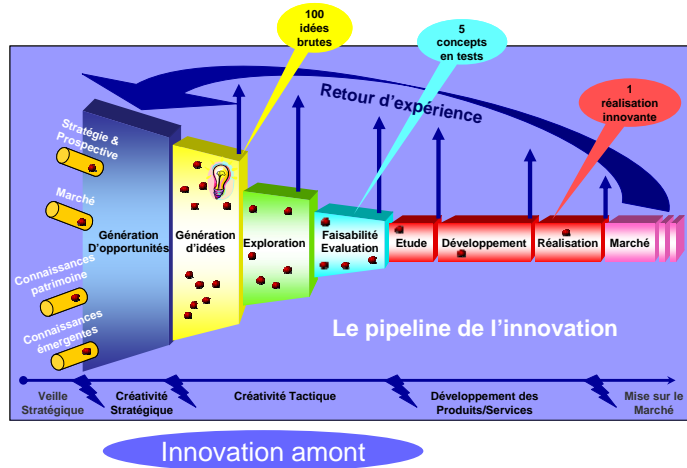 100
idées
brutes
5
concepts
en tests
1
réalisation
innovante
Retour d'expérience
Stratégie &
Prospective
Marché
Connaissances
patrimoine
Connaissances
émergentes
Génération
D'opportunités
Génération
d'idées
Exploration
Faisabilité
Evaluation
Etude
Développement
Réalisation
Marché
Le pipeline de l'innovation
Veille
Stratégique
Créativité
Stratégique
Créativité Tactique
Développement des
Produits/Services
Mise sur le
Marché
Innovation amont